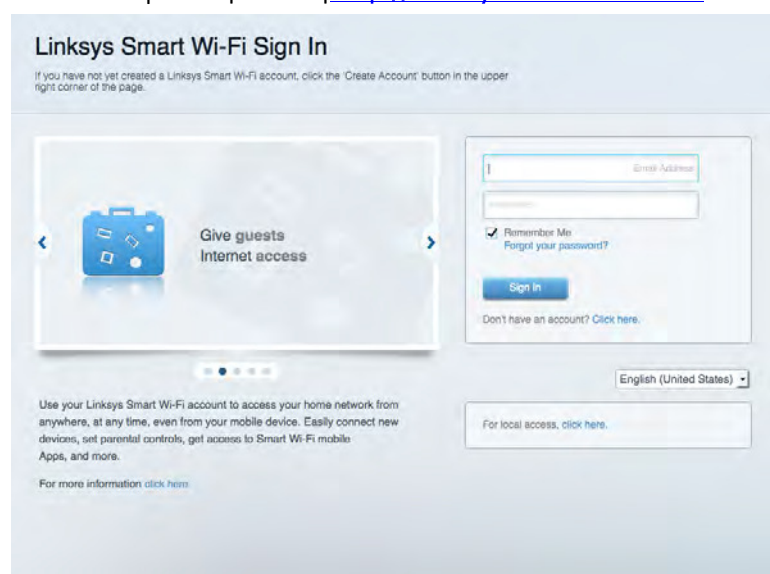 Linksys Smart Wi-Fi Sign In
If you have not yet created a Linksys Smart Wi-Fi account, click the 'Create Account' button in the upper
right corner of the page.
Email Address
Give guests
Internet access
Remember Me
Forgot your password?
Sign In
Don't have an account? Click here.
English (United States)
Use your Linksys Smart Wi-Fi account to access your home network from
anywhere, at any time, even from your mobile device. Easily connect new
devices, set parental controls, get access to Smart Wi-Fi mobile
Apps, and more.
For local access, click here.
For more information click here